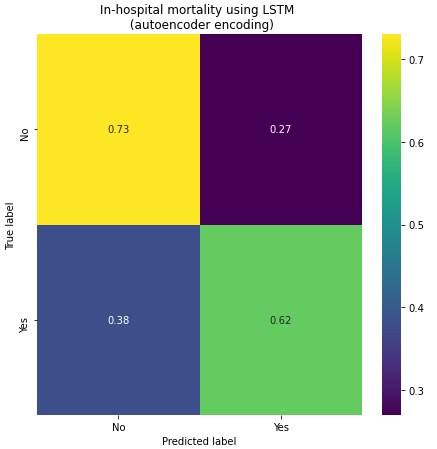 In-hospital mortality using LSTM
(autoencoder encoding)
No
0.73
0.27
0.7
0.6
0.5
True label
Yes
0.38
0.62
0.4
0.3
No
Yes
Predicted label